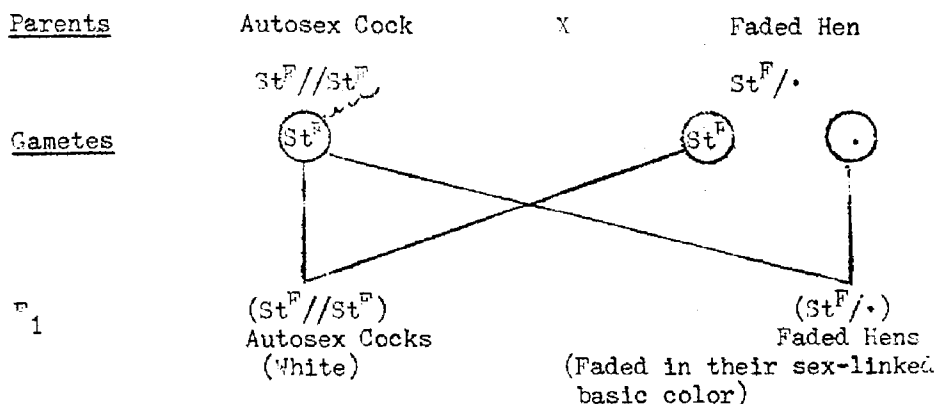 Parents Autosex Cock X Faded Hen
St^F//St^F St^F/.
Gametes St^F St^F .
F1 (St^F//St^F) (St^F/.)
Autosex Cocks Faded Hens
(White) (Faded in their sex-linked
basic color)